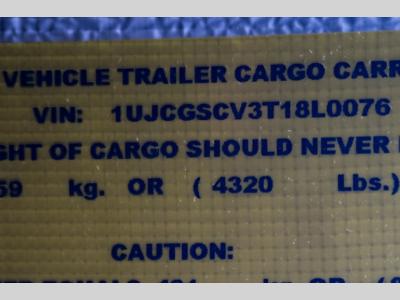 VEHICLE TRAILER CARGO CARR
VIN: 1UJCGSCV3T18L0076
GHT OF CARGO SHOULD NEVER
59 kg. OR ( 4320 Lbs.)
CAUTION: